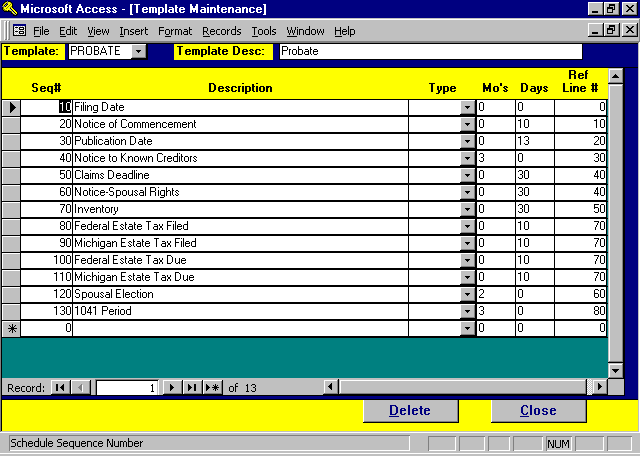 Microsoft Access - [Template Maintenance]
File Edit View Insert Format Records Tools Window Help
Template: PROBATE Template Desc: Probate
Seq# Description Type Mo's Days Ref Line #
10 Filing Date 0 0 0
20 Notice of Commencement 0 10 10
30 Publication Date 0 13 20
40 Notice to Known Creditors 3 0 30
50 Claims Deadline 0 30 40
60 Notice-Spousal Rights 0 30 40
70 Inventory 0 30 50
80 Federal Estate Tax Filed 0 10 70
90 Michigan Estate Tax Filed 0 10 70
100 Federal Estate Tax Due 0 10 70
110 Michigan Estate Tax Due 0 10 70
120 Spousal Election 2 0 60
130 1041 Period 3 0 80
0 0 0 0
Record: 1 of 13
Delete Close
Schedule Sequence Number NUM